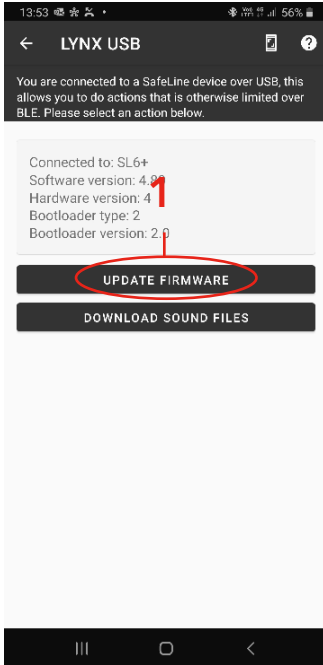 13:53 56%
LYNX USB
You are connected to a SafeLine device over USB, this
allows you to do actions that is otherwise limited over
BLE. Please select an action below.
Connected to: SL6+
Software version:
Hardware version: 4
1
Bootloader type: 2
Bootloader version: 2.0
UPDATE FIRMWARE
DOWNLOAD SOUND FILES